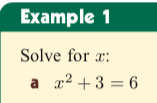 Example 1
Solve for x:
a x² + 3 = 6